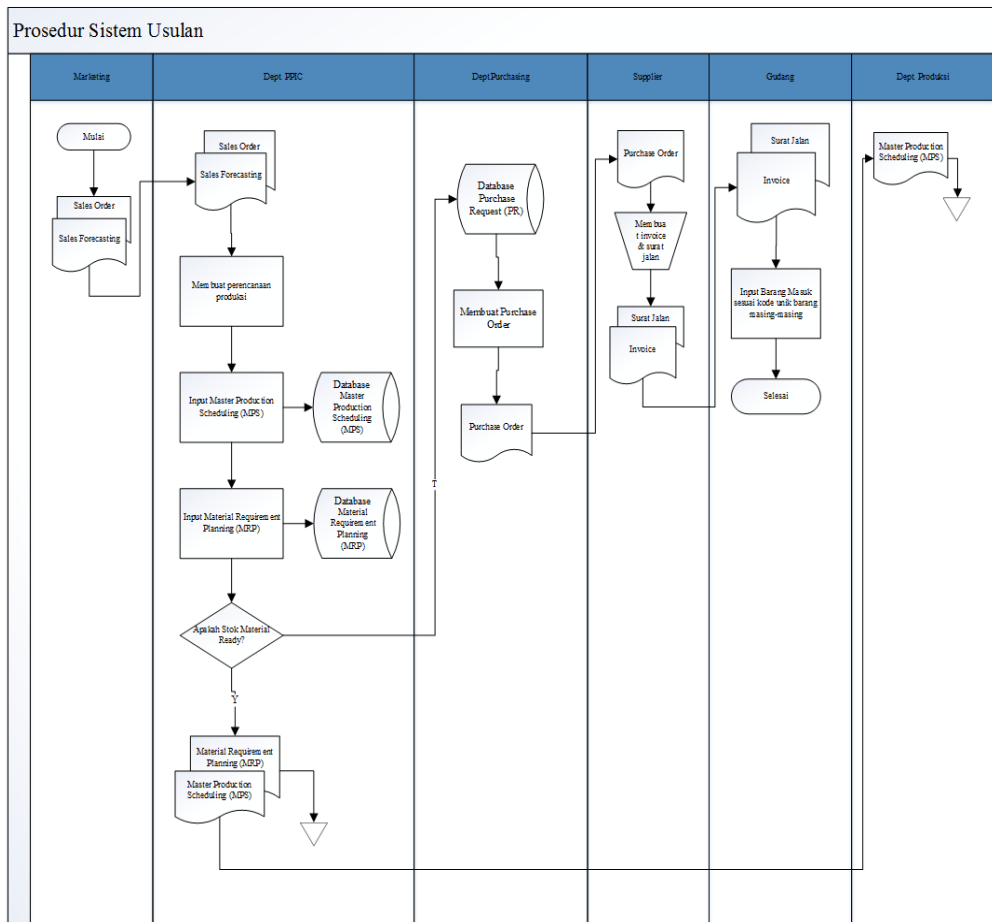 Prosedur Sistem Usulan
Marketing
Dept. PPIC
Dept.Purchasing
Supplier
Gudang
Dept. Produksi
Mulai
Sales Order
Sales Forecasting
Sales Order
Sales Forecasting
Membuat perencanaan
produksi
Input Master Production
Scheduling (MPS)
Database
Master
Production
Scheduling
(MPS)
Input Material Requirement
Planning (MRP)
Database
Material
Requirement
Planning
(MRP)
Apakah Stok Material
Ready?
T
Y
Material Requirement
Planning (MRP)
Master Production
Scheduling (MPS)
Database
Purchase
Request (PR)
Membuat Purchase
Order
Purchase Order
Purchase Order
Membua
t invoice
& surat
jalan
Surat Jalan
Invoice
Surat Jalan
Invoice
Input Barang Masuk
sesuai kode unik barang
masing-masing
Selesai
Master Production
Scheduling (MPS)